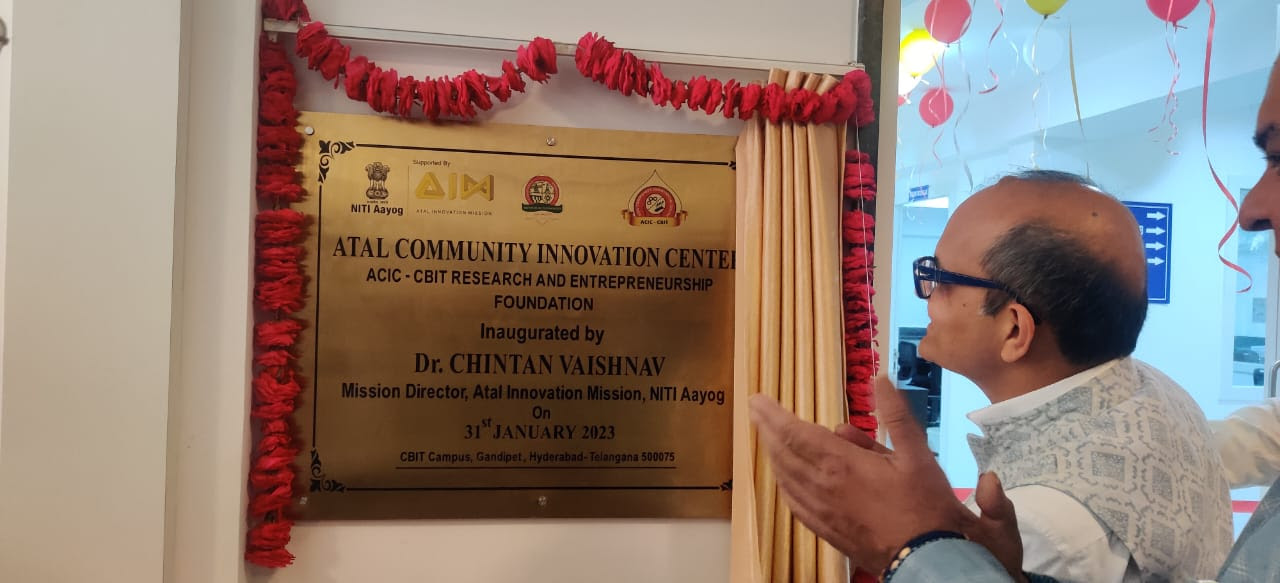 Supported By
NITI Aayog
AIM
ATAL INNOVATION MISSION
ACIC - CBIT
ATAL COMMUNITY INNOVATION CENTER
ACIC - CBIT RESEARCH AND ENTREPRENEURSHIP
FOUNDATION
Inaugurated by
Dr. CHINTAN VAISHNAV
Mission Director, Atal Innovation Mission, NITI Aayog
On
31st JANUARY 2023
CBIT Campus, Gandipet, Hyderabad- Telangana 500075